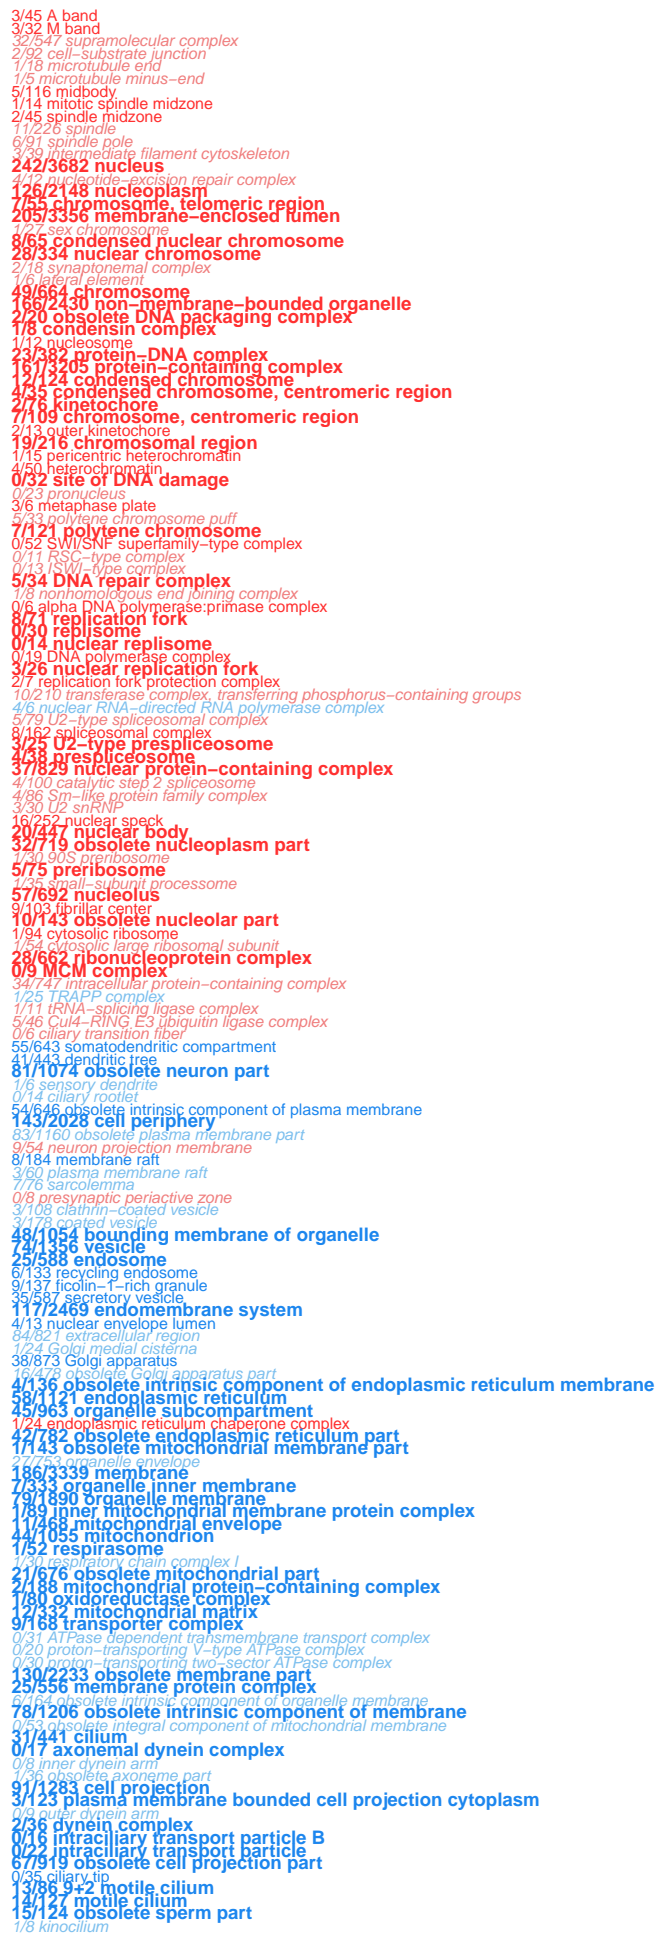 3/45 A band
3/32 M band
32/547 supramolecular complex
2/92 cell−substrate junction
1/18 microtubule end
1/5 microtubule minus−end
5/116 midbody
1/14 mitotic spindle midzone
2/45 spindle midzone
11/226 spindle
6/91 spindle pole
3/39 intermediate filament cytoskeleton
242/3682 nucleus
4/12 nucleotide−excision repair complex
126/2148 nucleoplasm
7/55 chromosome, telomeric region
205/3356 membrane−enclosed lumen
1/27 sex chromosome
8/65 condensed nuclear chromosome
28/334 nuclear chromosome
2/18 synaptonemal complex
1/6 lateral element
49/664 chromosome
166/2430 non−membrane−bounded organelle
2/20 obsolete DNA packaging complex
1/8 condensin complex
1/12 nucleosome
23/382 protein−DNA complex
161/3205 protein−containing complex
12/124 condensed chromosome
4/35 condensed chromosome, centromeric region
2/76 kinetochore
7/109 chromosome, centromeric region
2/13 outer kinetochore
19/216 chromosomal region
1/15 pericentric heterochromatin
4/50 heterochromatin
0/32 site of DNA damage
0/23 pronucleus
3/6 metaphase plate
5/33 polytene chromosome puff
7/121 polytene chromosome
0/52 SWI/SNF superfamily−type complex
0/11 RSC−type complex
0/13 ISWI−type complex
5/34 DNA repair complex
1/8 nonhomologous end joining complex
0/6 alpha DNA polymerase:primase complex
8/71 replication fork
0/30 replisome
0/14 nuclear replisome
0/19 DNA polymerase complex
3/26 nuclear replication fork
2/7 replication fork protection complex
10/210 transferase complex, transferring phosphorus−containing groups
4/6 nuclear RNA−directed RNA polymerase complex
5/79 U2−type spliceosomal complex
8/162 spliceosomal complex
3/25 U2−type prespliceosome
4/38 prespliceosome
37/829 nuclear protein−containing complex
4/100 catalytic step 2 spliceosome
4/86 Sm−like protein family complex
3/30 U2 snRNP
16/252 nuclear speck
20/447 nuclear body
32/719 obsolete nucleoplasm part
1/30 90S preribosome
5/75 preribosome
1/35 small−subunit processome
57/692 nucleolus
9/103 fibrillar center
10/143 obsolete nucleolar part
1/94 cytosolic ribosome
1/54 cytosolic large ribosomal subunit
28/662 ribonucleoprotein complex
0/9 MCM complex
34/747 intracellular protein−containing complex
1/25 TRAPP complex
1/11 tRNA−splicing ligase complex
5/46 Cul4−RING E3 ubiquitin ligase complex
0/6 ciliary transition fiber
55/643 somatodendritic compartment
41/443 dendritic tree
81/1074 obsolete neuron part
1/6 sensory dendrite
0/14 ciliary rootlet
54/646 obsolete intrinsic component of plasma membrane
143/2028 cell periphery
83/1160 obsolete plasma membrane part
9/54 neuron projection membrane
8/184 membrane raft
3/60 plasma membrane raft
7/76 sarcolemma
0/8 presynaptic periactive zone
3/108 clathrin−coated vesicle
3/178 coated vesicle
48/1054 bounding membrane of organelle
74/1356 vesicle
25/588 endosome
6/133 recycling endosome
9/137 ficolin−1−rich granule
35/587 secretory vesicle
117/2469 endomembrane system
4/13 nuclear envelope lumen
84/821 extracellular region
1/24 Golgi medial cisterna
38/873 Golgi apparatus
16/478 obsolete Golgi apparatus part
4/136 obsolete intrinsic component of endoplasmic reticulum membrane
58/1121 endoplasmic reticulum
45/963 organelle subcompartment
1/24 endoplasmic reticulum chaperone complex
42/782 obsolete endoplasmic reticulum part
1/143 obsolete mitochondrial membrane part
27/753 organelle envelope
186/3339 membrane
7/333 organelle inner membrane
79/1890 organelle membrane
1/89 inner mitochondrial membrane protein complex
11/468 mitochondrial envelope
44/1055 mitochondrion
1/52 respirasome
1/30 respiratory chain complex I
21/676 obsolete mitochondrial part
2/188 mitochondrial protein−containing complex
1/80 oxidoreductase complex
12/332 mitochondrial matrix
9/168 transporter complex
0/31 ATPase dependent transmembrane transport complex
0/20 proton−transporting V−type ATPase complex
0/30 proton−transporting two−sector ATPase complex
130/2233 obsolete membrane part
25/556 membrane protein complex
6/164 obsolete intrinsic component of organelle membrane
78/1206 obsolete intrinsic component of membrane
0/53 obsolete integral component of mitochondrial membrane
31/441 cilium
0/17 axonemal dynein complex
0/8 inner dynein arm
1/36 obsolete axoneme part
91/1283 cell projection
3/123 plasma membrane bounded cell projection cytoplasm
0/9 outer dynein arm
2/36 dynein complex
0/16 intraciliary transport particle B
0/22 intraciliary transport particle
67/919 obsolete cell projection part
0/35 ciliary tip
13/86 9+2 motile cilium
14/127 motile cilium
15/124 obsolete sperm part
1/8 kinocilium